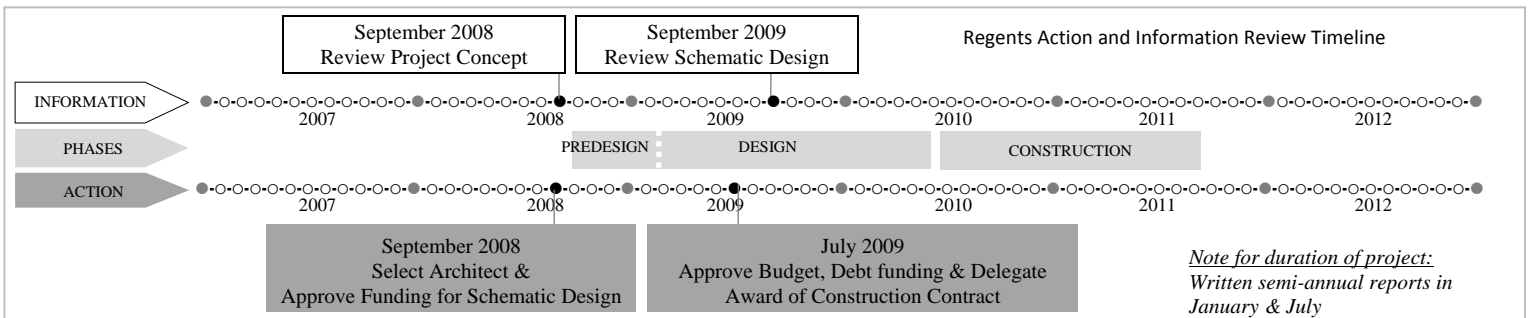 September 2008
Review Project Concept
September 2009
Review Schematic Design
Regents Action and Information Review Timeline
INFORMATION
2007 2008 2009 2010 2011 2012
PHASES
PREDESIGN DESIGN CONSTRUCTION
ACTION
2007 2008 2009 2010 2011 2012
September 2008
Select Architect &
Approve Funding for Schematic Design
July 2009
Approve Budget, Debt funding & Delegate
Award of Construction Contract
Note for duration of project:
Written semi-annual reports in
January & July